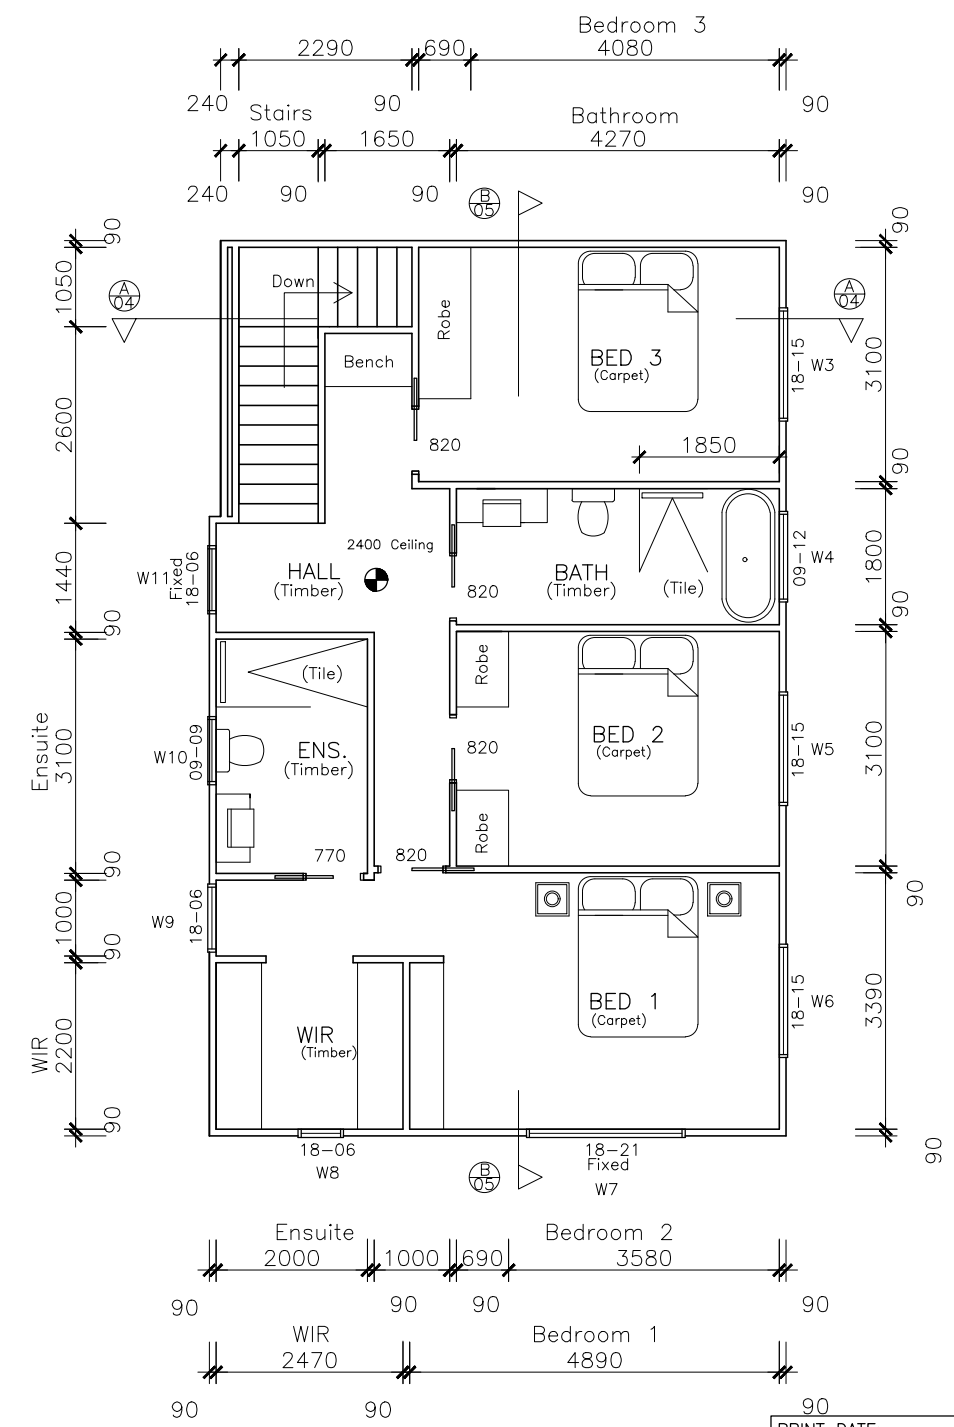 Bedroom 3
2290 690 4080
240 90 90
Stairs Bathroom
1050 1650 4270
240 90 90 90
B
05
90
90
1050
A
04
Down
Robe
BED 3
(Carpet)
A
04
Bench
18-15
W3
3100
2600
820
1850
90
2400 Ceiling
HALL
(Timber)
W11
Fixed
18-06
1440
90
820
BATH
(Timber)
(Tile)
09-12
W4
1800
90
(Tile)
Robe
Ensuite
3100
W10
09-09
ENS.
(Timber)
820
BED 2
(Carpet)
18-15
W5
3100
Robe
90
770
820
90
1000
W9
18-06
90
BED 1
(Carpet)
18-15
W6
3390
WIR
2200
WIR
(Timber)
90
18-06
W8
18-21
Fixed
W7
B
05
90
Ensuite Bedroom 2
2000 1000 690 3580
90 90 90 90
WIR Bedroom 1
2470 4890
90 90 90
PRINT DATE